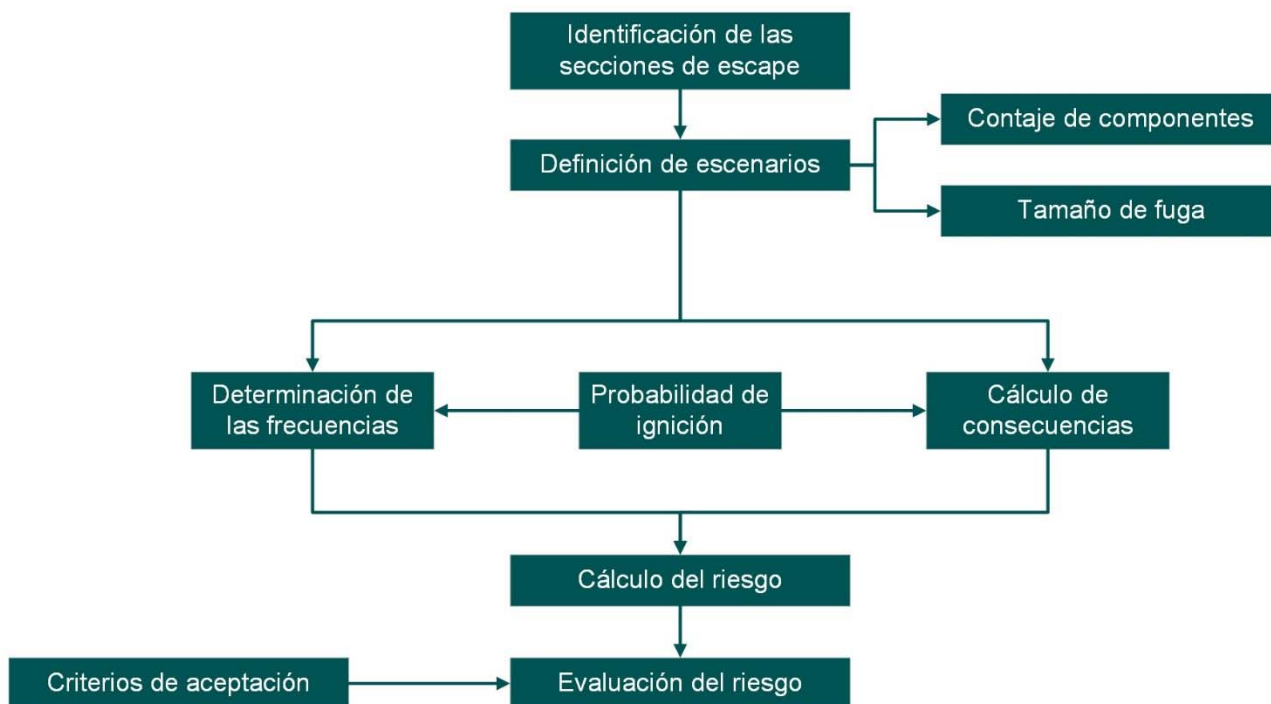 Identificación de las
secciones de escape
Contaje de componentes
Definición de escenarios
Tamaño de fuga
Determinación de
las frecuencias
Probabilidad de
ignición
Cálculo de
consecuencias
Cálculo del riesgo
Criterios de aceptación
Evaluación del riesgo